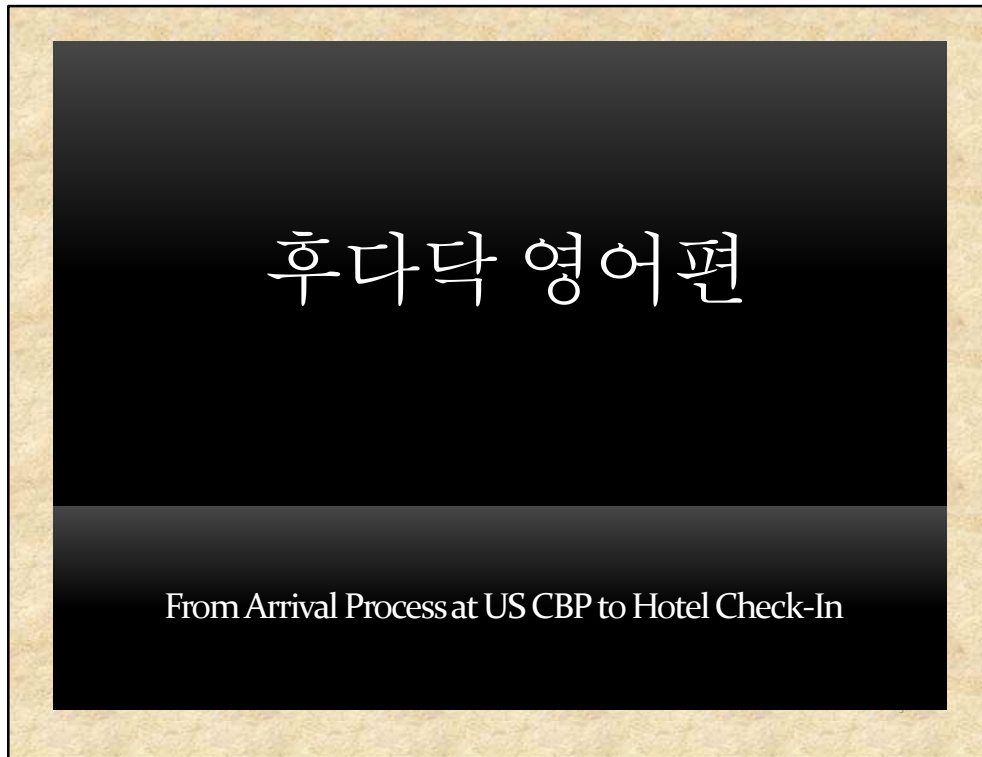 후다닥 영어편
From Arrival Process at US CBP to Hotel Check-In